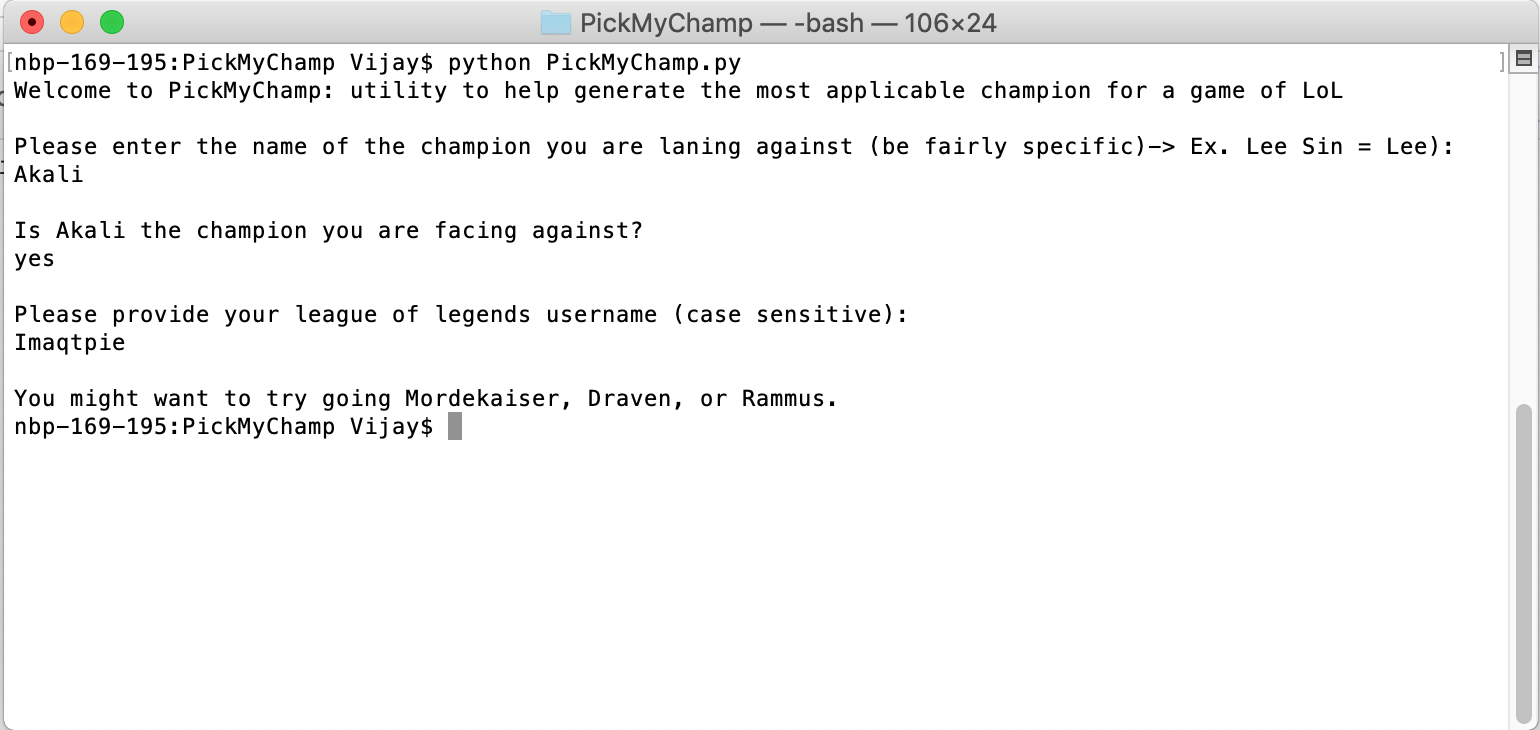 PickMyChamp — -bash — 106×24
[nbp-169-195:PickMyChamp Vijay$ python PickMyChamp.py ]
Welcome to PickMyChamp: utility to help generate the most applicable champion for a game of LoL
Please enter the name of the champion you are laning against (be fairly specific)-> Ex. Lee Sin = Lee):
Akali
Is Akali the champion you are facing against?
yes
Please provide your league of legends username (case sensitive):
Imaqtpie
You might want to try going Mordekaiser, Draven, or Rammus.
nbp-169-195:PickMyChamp Vijay$